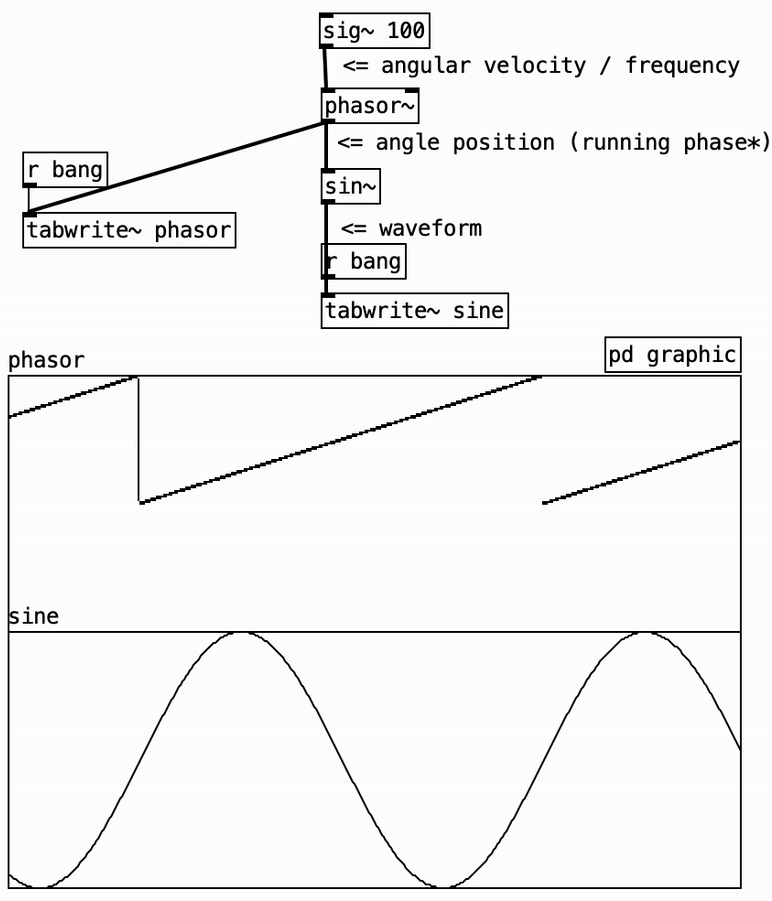 sig~ 100
<= angular velocity / frequency
phasor~
<= angle position (running phase*)
r bang
sin~
tabwrite~ phasor
<= waveform
r bang
tabwrite~ sine
pd graphic
phasor
sine